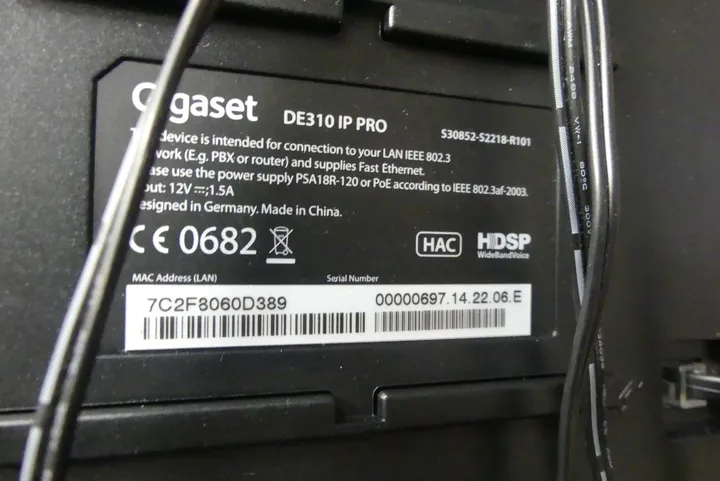 Gigaset DE310 IP PRO S30852-S2218-R101
device is intended for connection to your LAN IEEE 802.3
work (E.g. PBX or router) and supplies Fast Ethernet.
ase use the power supply PSA18R-120 or PoE according to IEEE 802.3af-2003.
put: 12V ⎓;1.5A
esigned in Germany. Made in China.
CE 0682 HAC HDSP
WideBandVoice
MAC Address (LAN) Serial Number
7C2F8060D389 00000697.14.22.06.E